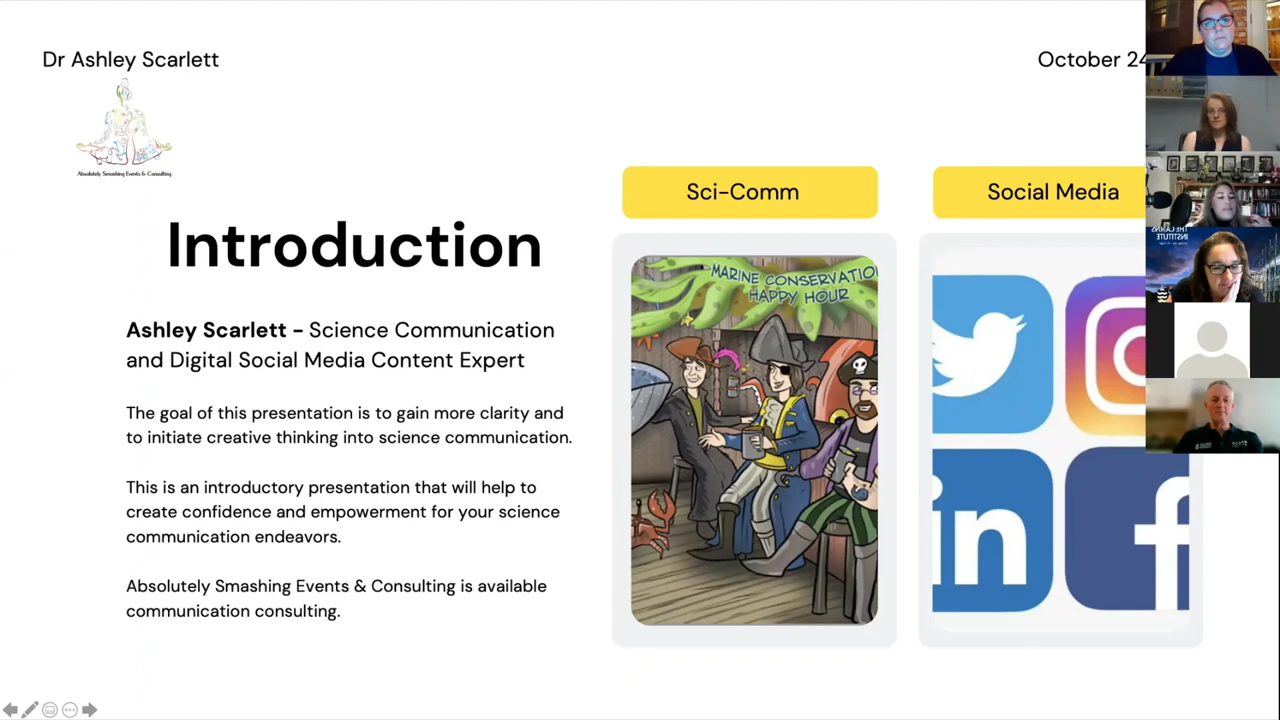 Dr Ashley Scarlett
October 24
Absolutely Smashing Events & Consulting
Sci-Comm
Social Media
Introduction
MARINE CONSERVATIO
HAPPY HOUR
Ashley Scarlett - Science Communication
and Digital Social Media Content Expert
The goal of this presentation is to gain more clarity and
to initiate creative thinking into science communication.
This is an introductory presentation that will help to
create confidence and empowerment for your science
communication endeavors.
Absolutely Smashing Events & Consulting is available
communication consulting.
in
f
THE CAIRNS
INSTITUTE